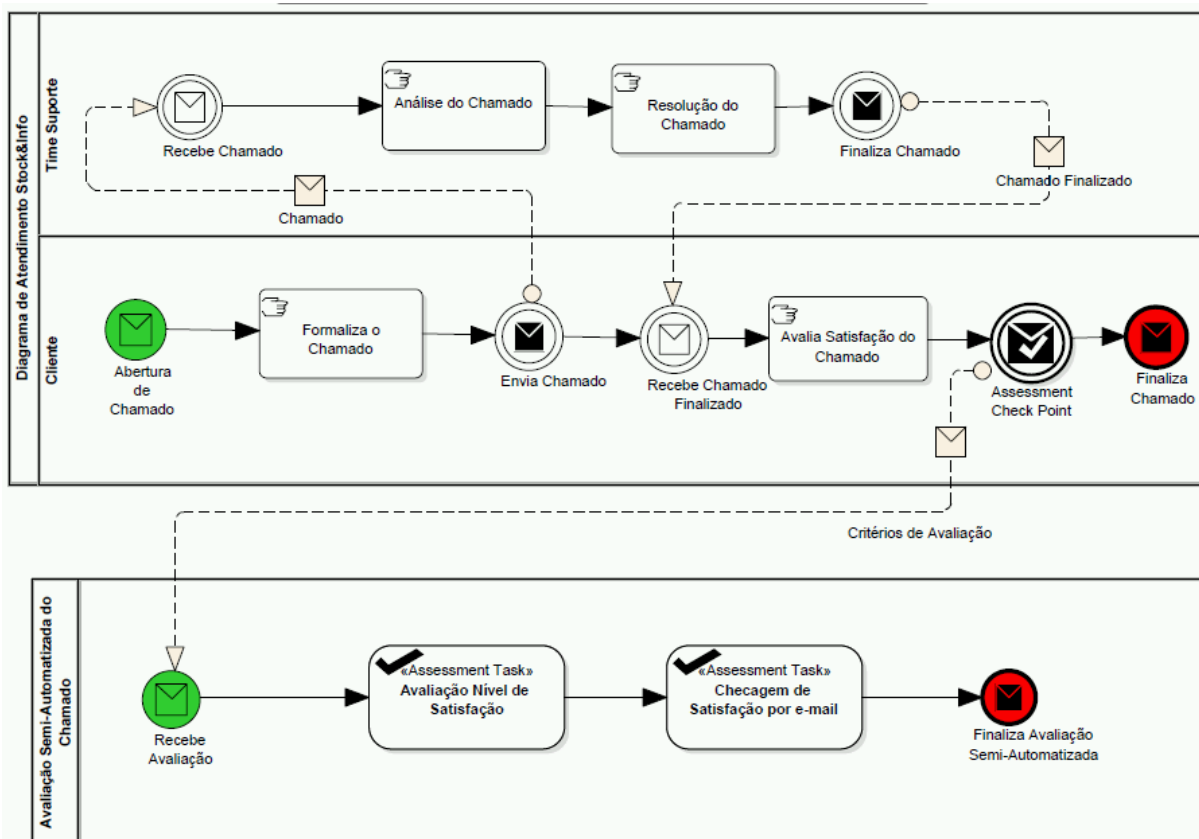 Diagrama de Atendimento Stock&Info
Time Suporte
Recebe Chamado
Análise do Chamado
Resolução do
Chamado
Finaliza Chamado
Chamado Finalizado
Chamado
Cliente
Abertura
de
Chamado
Formaliza o
Chamado
Envia Chamado
Recebe Chamado
Finalizado
Avalia Satisfação do
Chamado
Assessment
Check Point
Finaliza
Chamado
Critérios de Avaliação
Avaliação Semi-Automatizada do
Chamado
Recebe
Avaliação
«Assessment Task»
Avaliação Nível de
Satisfação
«Assessment Task»
Checagem de
Satisfação por e-mail
Finaliza Avaliação
Semi-Automatizada